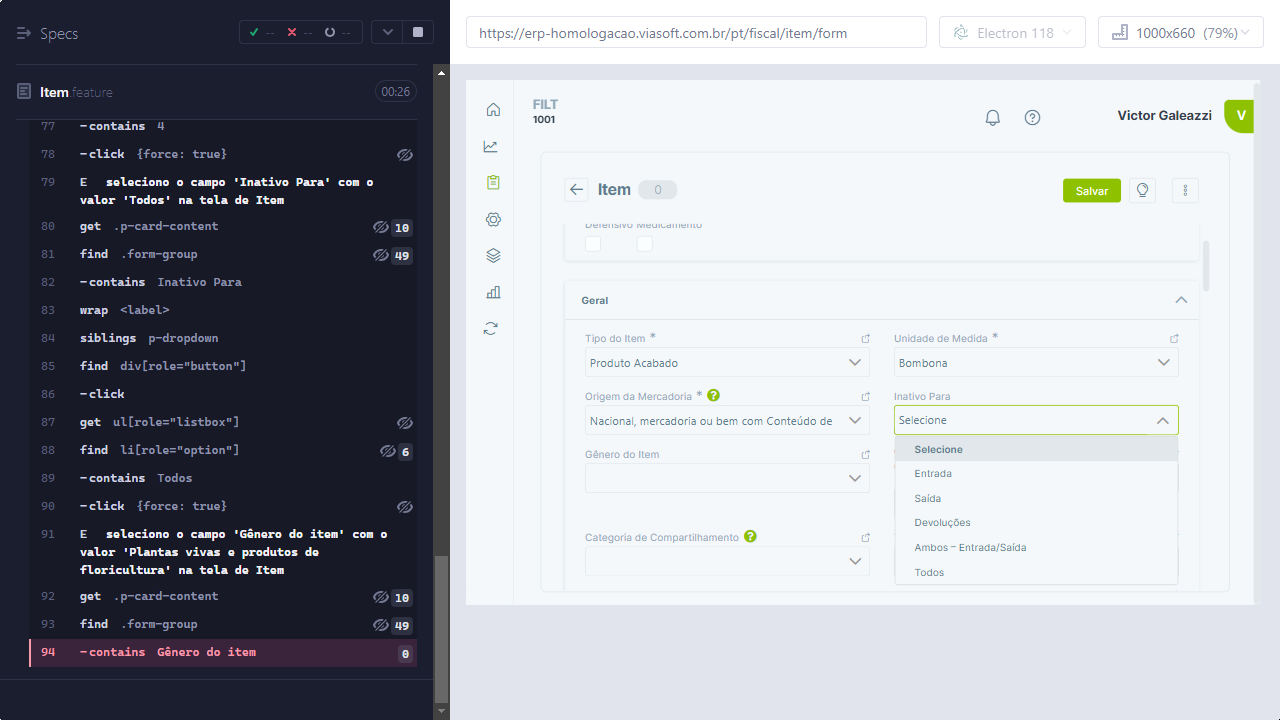 Specs
-- -- --
Item.feature
00:26
77 -contains 4
78 -click {force: true}
79 E seleciono o campo 'Inativo Para' com o
valor 'Todos' na tela de Item
80 get .p-card-content 10
81 find .form-group 49
82 -contains Inativo Para
83 wrap <label>
84 siblings p-dropdown
85 find div[role="button"]
86 -click
87 get ul[role="listbox"]
88 find li[role="option"] 6
89 -contains Todos
90 -click {force: true}
91 E seleciono o campo 'Gênero do item' com o
valor 'Plantas vivas e produtos de
floricultura' na tela de Item
92 get .p-card-content 10
93 find .form-group 49
94 -contains Gênero do item 0
https://erp-homologacao.viasoft.com.br/pt/fiscal/item/form
Electron 118
1000x660 (79%)
FILT
1001
Victor Galeazzi
V
Item 0
Salvar
Defensivo Medicamento
Geral
Tipo do Item *
Unidade de Medida *
Produto Acabado
Bombona
Origem da Mercadoria * ?
Inativo Para
Nacional, mercadoria ou bem com Conteúdo de
Selecione
Gênero do Item
Selecione
Entrada
Saída
Devoluções
Ambos – Entrada/Saída
Todos
Categoria de Compartilhamento ?